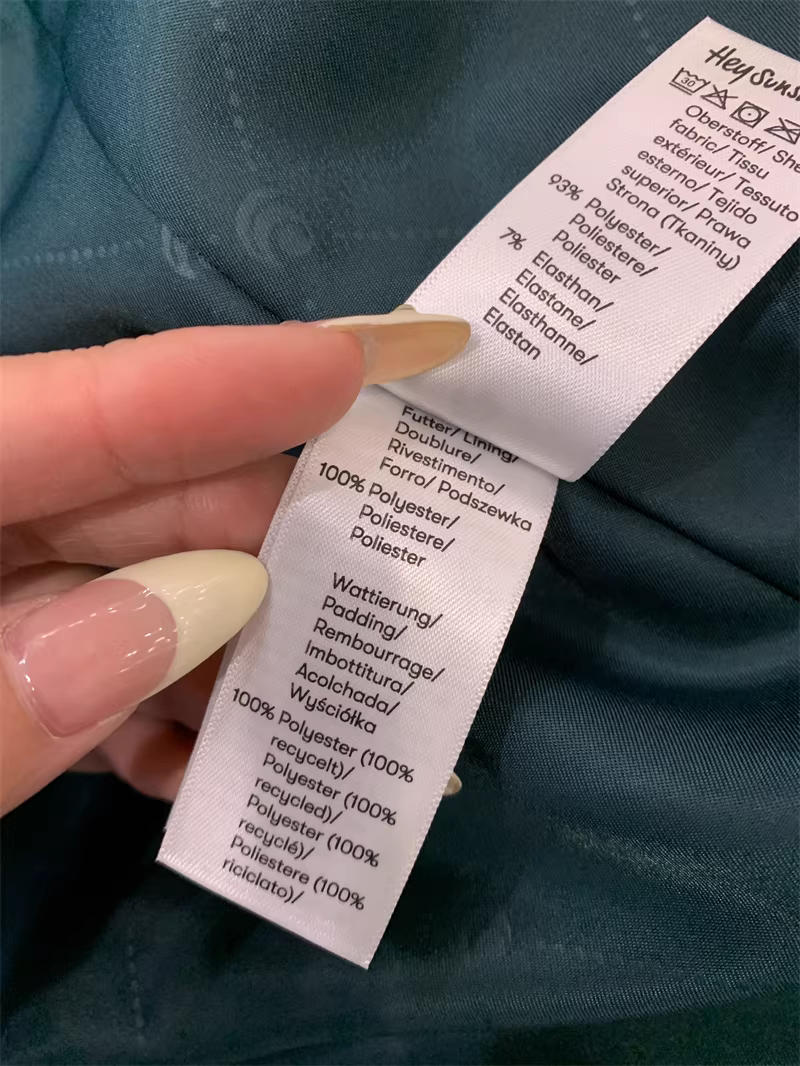 30
Oberstoff/
fabric/ Tissu
extérieur/ Tessuto
esterno/ Tejido
superior/ Prawa
Strona (Tkaniny)
93% Polyester/
Poliestere/
Poliester
7% Elasthan/
Elastane/
Elasthanne/
Elastan
Futter/ Lining/
Doublure/
Rivestimento/
Forro/ Podszewka
100% Polyester/
Poliestere/
Poliester
Wattierung/
Padding/
Rembourrage/
Imbottitura/
Acolchada/
Wyściółka
100% Polyester (100%
recycelt)/
Polyester (100%
recycled)/
Polyester (100%
recyclé)/
Poliestere (100%
riciclato)/